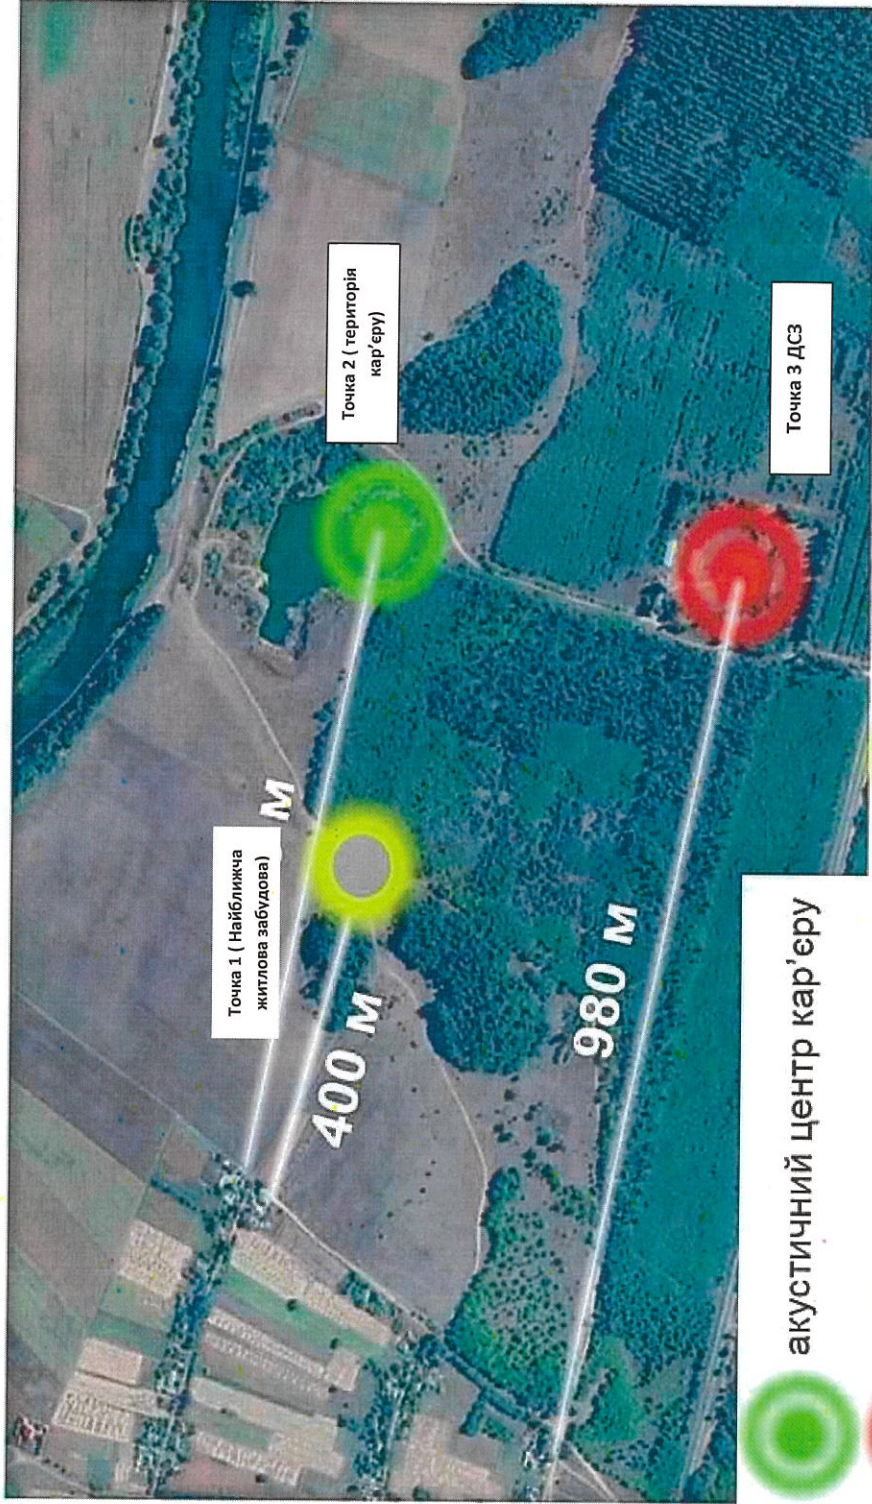 Точка 1 ( Найближча
житлова забудова)
м
400 м
Точка 2 ( територія
кар'єру)
980 м
Точка 3 ДСЗ
акустичний центр кар'єру